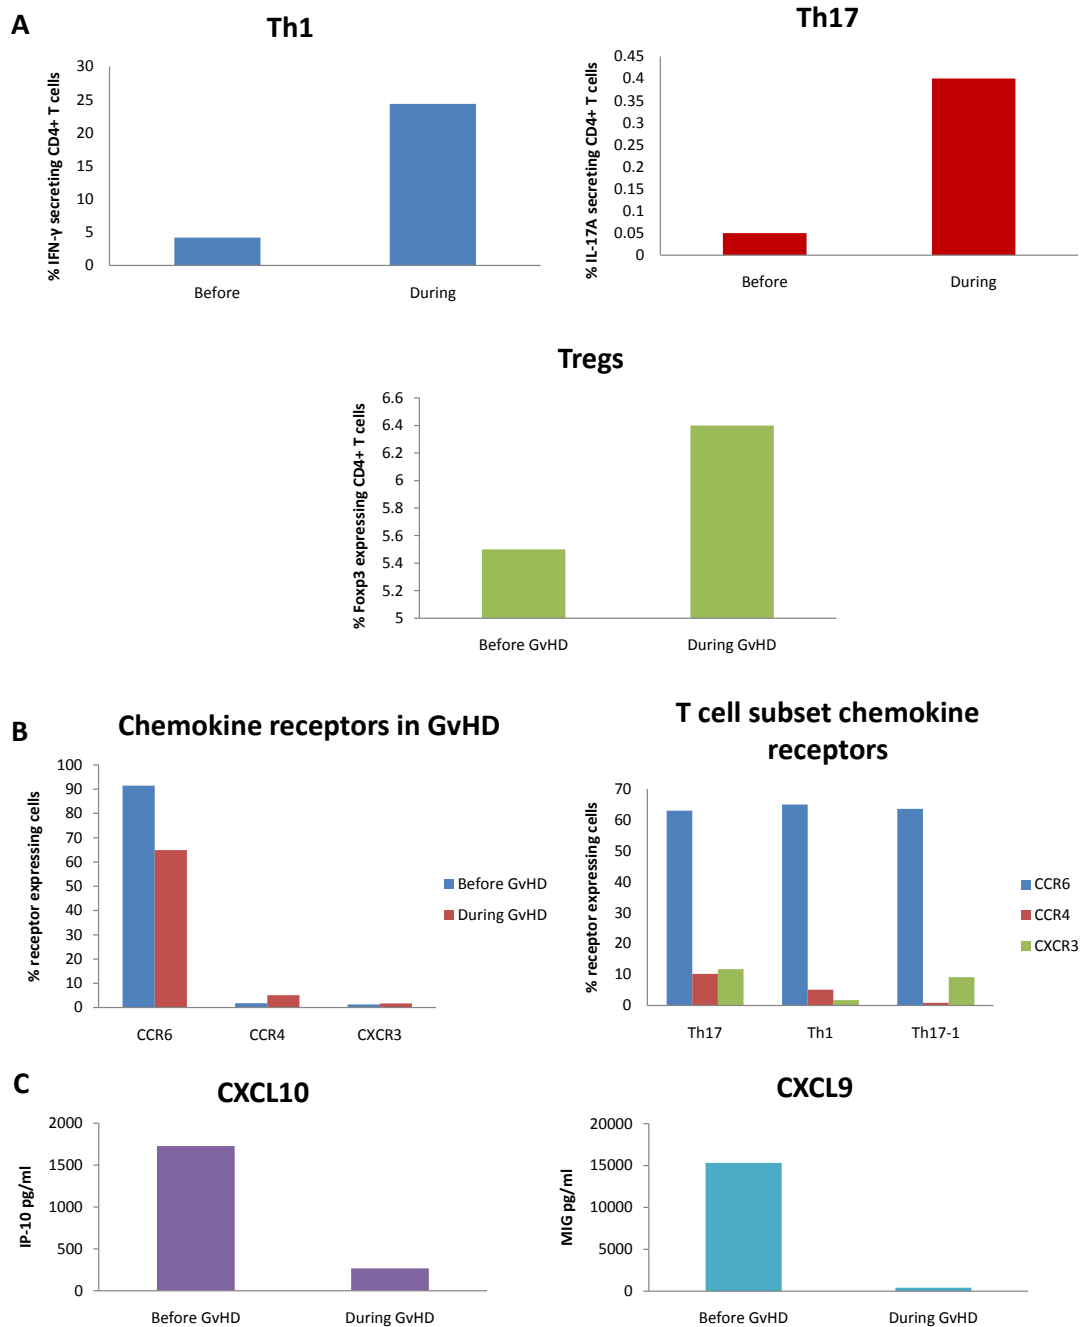 A
Th1
% IFN-γ secreting CD4+ T cells
30
25
20
15
10
5
0
Before
During
Th17
% IL-17A secreting CD4+ T cells
0.45
0.4
0.35
0.3
0.25
0.2
0.15
0.1
0.05
0
Before
During
Tregs
% Foxp3 expressing CD4+ T cells
6.6
6.4
6.2
6
5.8
5.6
5.4
5.2
5
Before GvHD
During GvHD
B
Chemokine receptors in GvHD
% receptor expressing cells
100
90
80
70
60
50
40
30
20
10
0
CCR6
CCR4
CXCR3
Before GvHD
During GvHD
T cell subset chemokine
receptors
% receptor expressing cells
70
60
50
40
30
20
10
0
Th17
Th1
Th17-1
CCR6
CCR4
CXCR3
C
CXCL10
IP-10 pg/ml
2000
1500
1000
500
0
Before GvHD
During GvHD
CXCL9
MIG pg/ml
20000
15000
10000
5000
0
Before GvHD
During GvHD